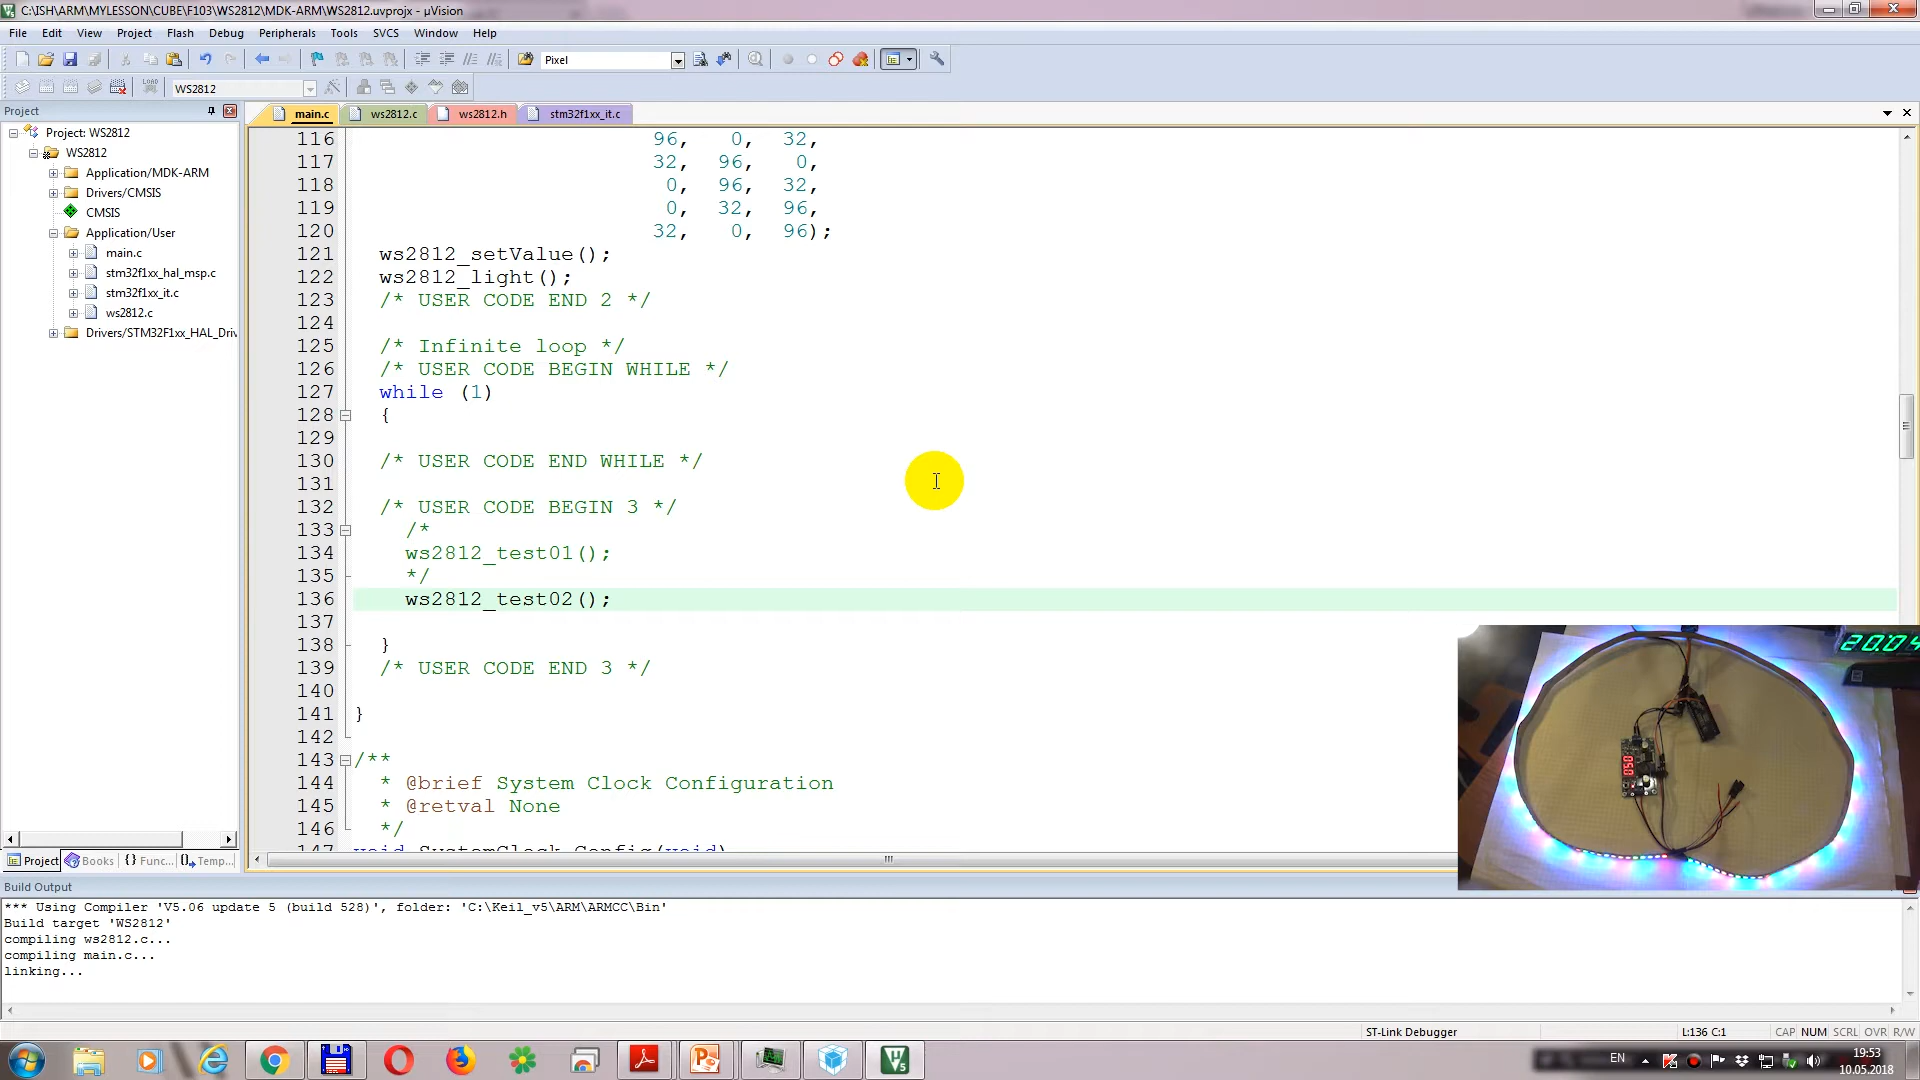 C:\ISH\ARM\MYLESSON\CUBE\F103\WS2812\MDK-ARM\WS2812.uvprojx - µVision
File Edit View Project Flash Debug Peripherals Tools SVCS Window Help
Pixel
LOAD
WS2812
Project
main.c ws2812.c ws2812.h stm32f1xx_it.c
Project: WS2812
WS2812
Application/MDK-ARM
Drivers/CMSIS
CMSIS
Application/User
main.c
stm32f1xx_hal_msp.c
stm32f1xx_it.c
ws2812.c
Drivers/STM32F1xx_HAL_Driv
Project Books {} Func... Temp...
116 96, 0, 32,
117 32, 96, 0,
118 0, 96, 32,
119 0, 32, 96,
120 32, 0, 96);
121 ws2812_setValue();
122 ws2812_light();
123 /* USER CODE END 2 */
124
125 /* Infinite loop */
126 /* USER CODE BEGIN WHILE */
127 while (1)
128 {
129
130 /* USER CODE END WHILE */
131
132 /* USER CODE BEGIN 3 */
133 /*
134 ws2812_test01();
135 */
136 ws2812_test02();
137
138 }
139 /* USER CODE END 3 */
140
141 }
142
143 /**
144 * @brief System Clock Configuration
145 * @retval None
146 */
147 void SystemClock_Config(void)
20:04
050
Build Output
*** Using Compiler 'V5.06 update 5 (build 528)', folder: 'C:\Keil_v5\ARM\ARMCC\Bin'
Build target 'WS2812'
compiling ws2812.c...
compiling main.c...
linking...
ST-Link Debugger L:136 C:1 CAP NUM SCRL OVR R/W
EN
19:53
10.05.2018